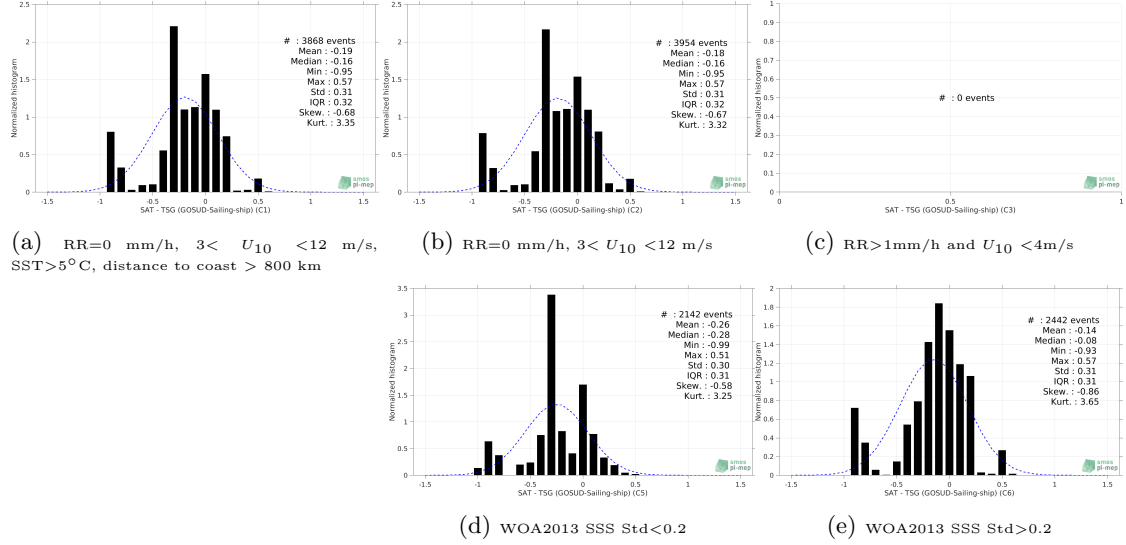 2.5
2
1.5
1
0.5
0
Normalized histogram
# : 3868 events
Mean : -0.19
Median : -0.16
Min : -0.95
Max : 0.57
Std : 0.31
IQR : 0.32
Skew. : -0.68
Kurt. : 3.35
smos
pi-mep
-1.5 -1 -0.5 0 0.5 1 1.5
SAT - TSG (GOSUD-Sailing-ship) (C1)
(a) RR=0 mm/h, 3< U10 <12 m/s,
SST>5°C, distance to coast > 800 km
2.5
2
1.5
1
0.5
0
Normalized histogram
# : 3954 events
Mean : -0.18
Median : -0.16
Min : -0.95
Max : 0.57
Std : 0.31
IQR : 0.32
Skew. : -0.67
Kurt. : 3.32
smos
pi-mep
-1.5 -1 -0.5 0 0.5 1 1.5
SAT - TSG (GOSUD-Sailing-ship) (C2)
(b) RR=0 mm/h, 3< U10 <12 m/s
1
0.9
0.8
0.7
0.6
0.5
0.4
0.3
0.2
0.1
0
Normalized histogram
# : 0 events
smos
pi-mep
0 0.5 1
SAT - TSG (GOSUD-Sailing-ship) (C3)
(c) RR>1mm/h and U10 <4m/s
3.5
3
2.5
2
1.5
1
0.5
0
Normalized histogram
# : 2142 events
Mean : -0.26
Median : -0.28
Min : -0.99
Max : 0.51
Std : 0.30
IQR : 0.31
Skew. : -0.58
Kurt. : 3.25
smos
pi-mep
-1.5 -1 -0.5 0 0.5 1 1.5
SAT - TSG (GOSUD-Sailing-ship) (C5)
(d) WOA2013 SSS Std<0.2
2
1.8
1.6
1.4
1.2
1
0.8
0.6
0.4
0.2
0
Normalized histogram
# : 2442 events
Mean : -0.14
Median : -0.08
Min : -0.93
Max : 0.57
Std : 0.31
IQR : 0.31
Skew. : -0.86
Kurt. : 3.65
smos
pi-mep
-1.5 -1 -0.5 0 0.5 1 1.5
SAT - TSG (GOSUD-Sailing-ship) (C6)
(e) WOA2013 SSS Std>0.2